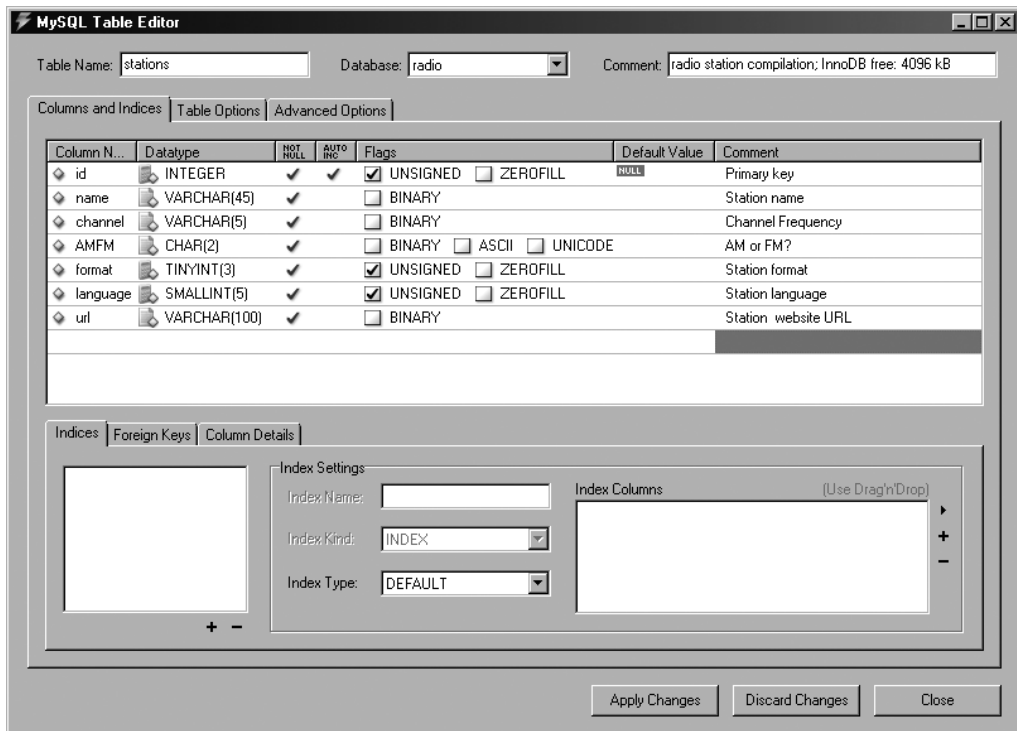 MySQL Table Editor
Table Name: stations Database: radio Comment: radio station compilation; InnoDB free: 4096 kB
Columns and Indices Table Options Advanced Options
Column N... Datatype NOT NULL AUTO INC Flags Default Value Comment
id INTEGER UNSIGNED ZEROFILL NULL Primary key
name VARCHAR(45) BINARY Station name
channel VARCHAR(5) BINARY Channel Frequency
AMFM CHAR(2) BINARY ASCII UNICODE AM or FM?
format TINYINT(3) UNSIGNED ZEROFILL Station format
language SMALLINT(5) UNSIGNED ZEROFILL Station language
url VARCHAR(100) BINARY Station website URL
Indices Foreign Keys Column Details
Index Settings
Index Name:
Index Kind: INDEX
Index Type: DEFAULT
Index Columns (Use Drag'n'Drop)
Apply Changes Discard Changes Close